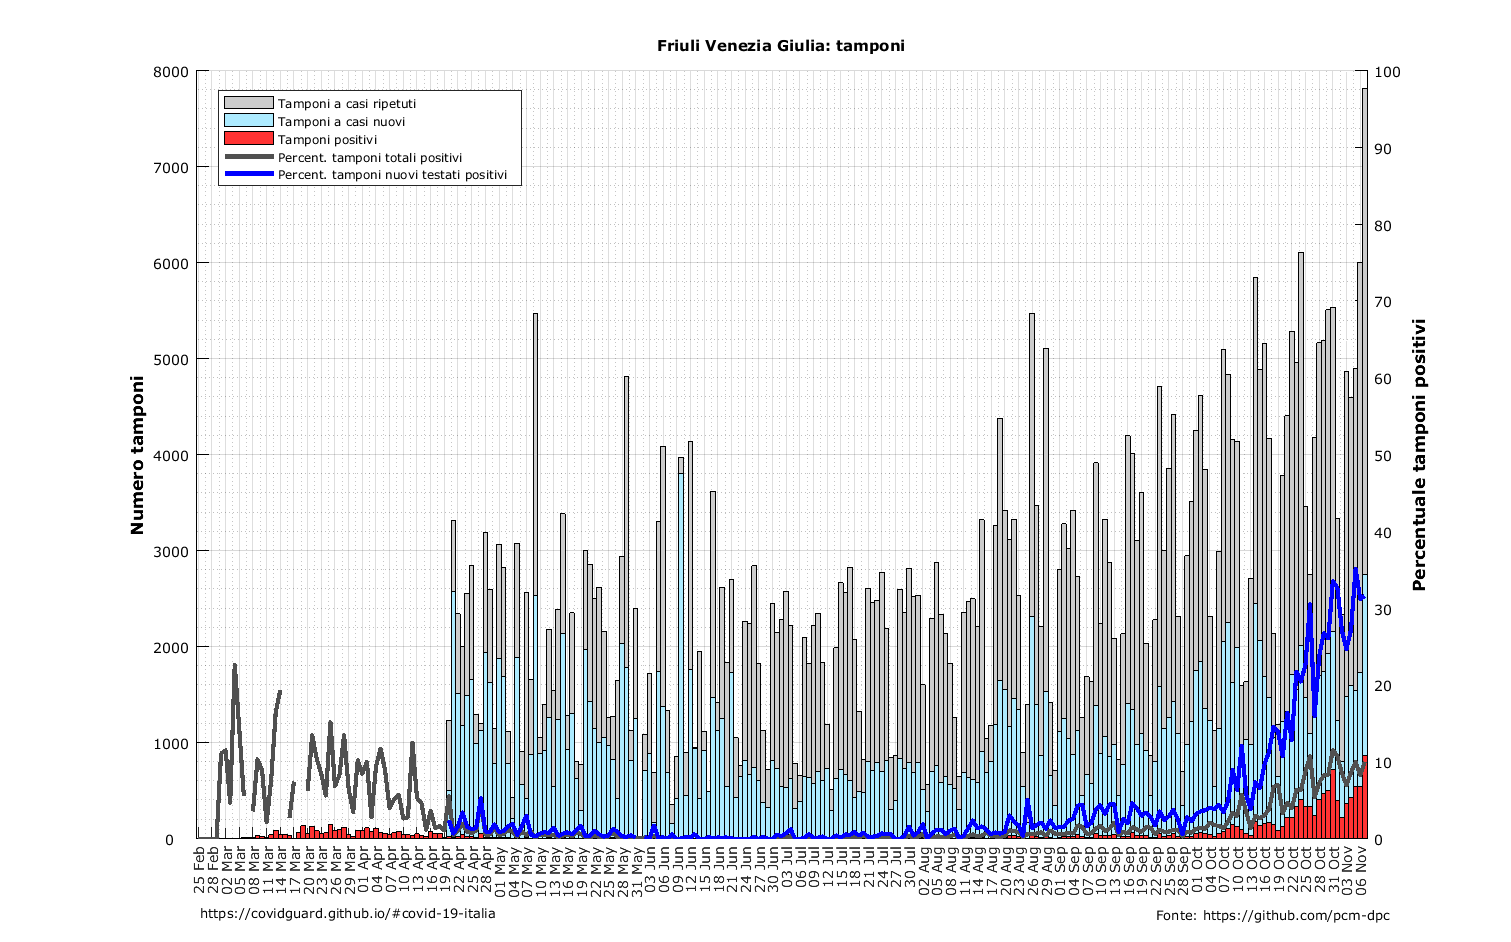 Friuli Venezia Giulia: tamponi
Tamponi a casi ripetuti
Tamponi a casi nuovi
Tamponi positivi
Percent. tamponi totali positivi
Percent. tamponi nuovi testati positivi
Numero tamponi
8000
7000
6000
5000
4000
3000
2000
1000
0
100
90
80
70
60
50
40
30
20
10
0
Percentuale tamponi positivi
25 Feb
28 Feb
02 Mar
05 Mar
08 Mar
11 Mar
14 Mar
17 Mar
20 Mar
23 Mar
26 Mar
29 Mar
01 Apr
04 Apr
07 Apr
10 Apr
13 Apr
16 Apr
19 Apr
22 Apr
25 Apr
28 Apr
01 May
04 May
07 May
10 May
13 May
16 May
19 May
22 May
25 May
28 May
31 May
03 Jun
06 Jun
09 Jun
12 Jun
15 Jun
18 Jun
21 Jun
24 Jun
27 Jun
30 Jun
03 Jul
06 Jul
09 Jul
12 Jul
15 Jul
18 Jul
21 Jul
24 Jul
27 Jul
30 Jul
02 Aug
05 Aug
08 Aug
11 Aug
14 Aug
17 Aug
20 Aug
23 Aug
26 Aug
29 Aug
01 Sep
04 Sep
07 Sep
10 Sep
13 Sep
16 Sep
19 Sep
22 Sep
25 Sep
28 Sep
01 Oct
04 Oct
07 Oct
10 Oct
13 Oct
16 Oct
19 Oct
22 Oct
25 Oct
28 Oct
31 Oct
03 Nov
06 Nov
https://covidguard.github.io/#covid-19-italia
Fonte: https://github.com/pcm-dpc